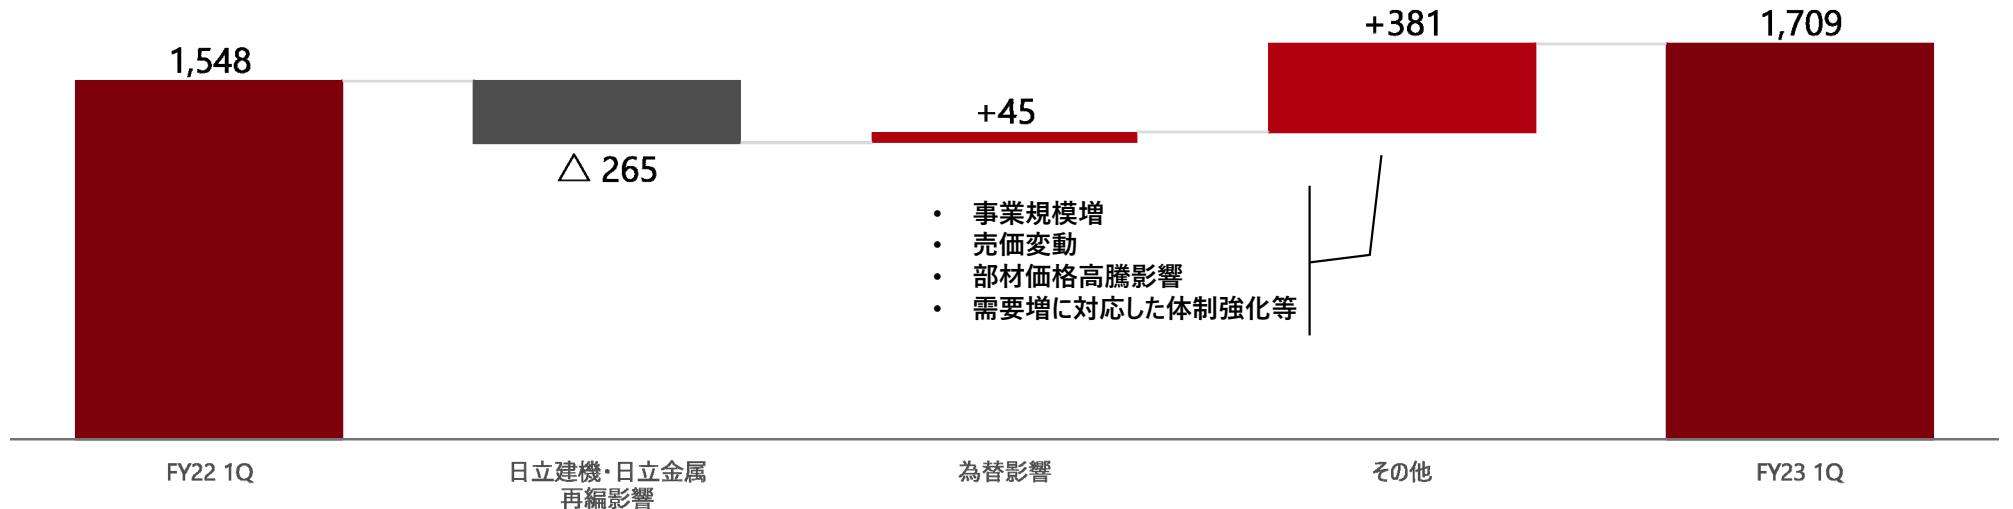 1,548
△ 265
+45
+381
1,709
• 事業規模増
• 売価変動
• 部材価格高騰影響
• 需要増に対応した体制強化等
FY22 1Q
日立建機・日立金属
再編影響
為替影響
その他
FY23 1Q